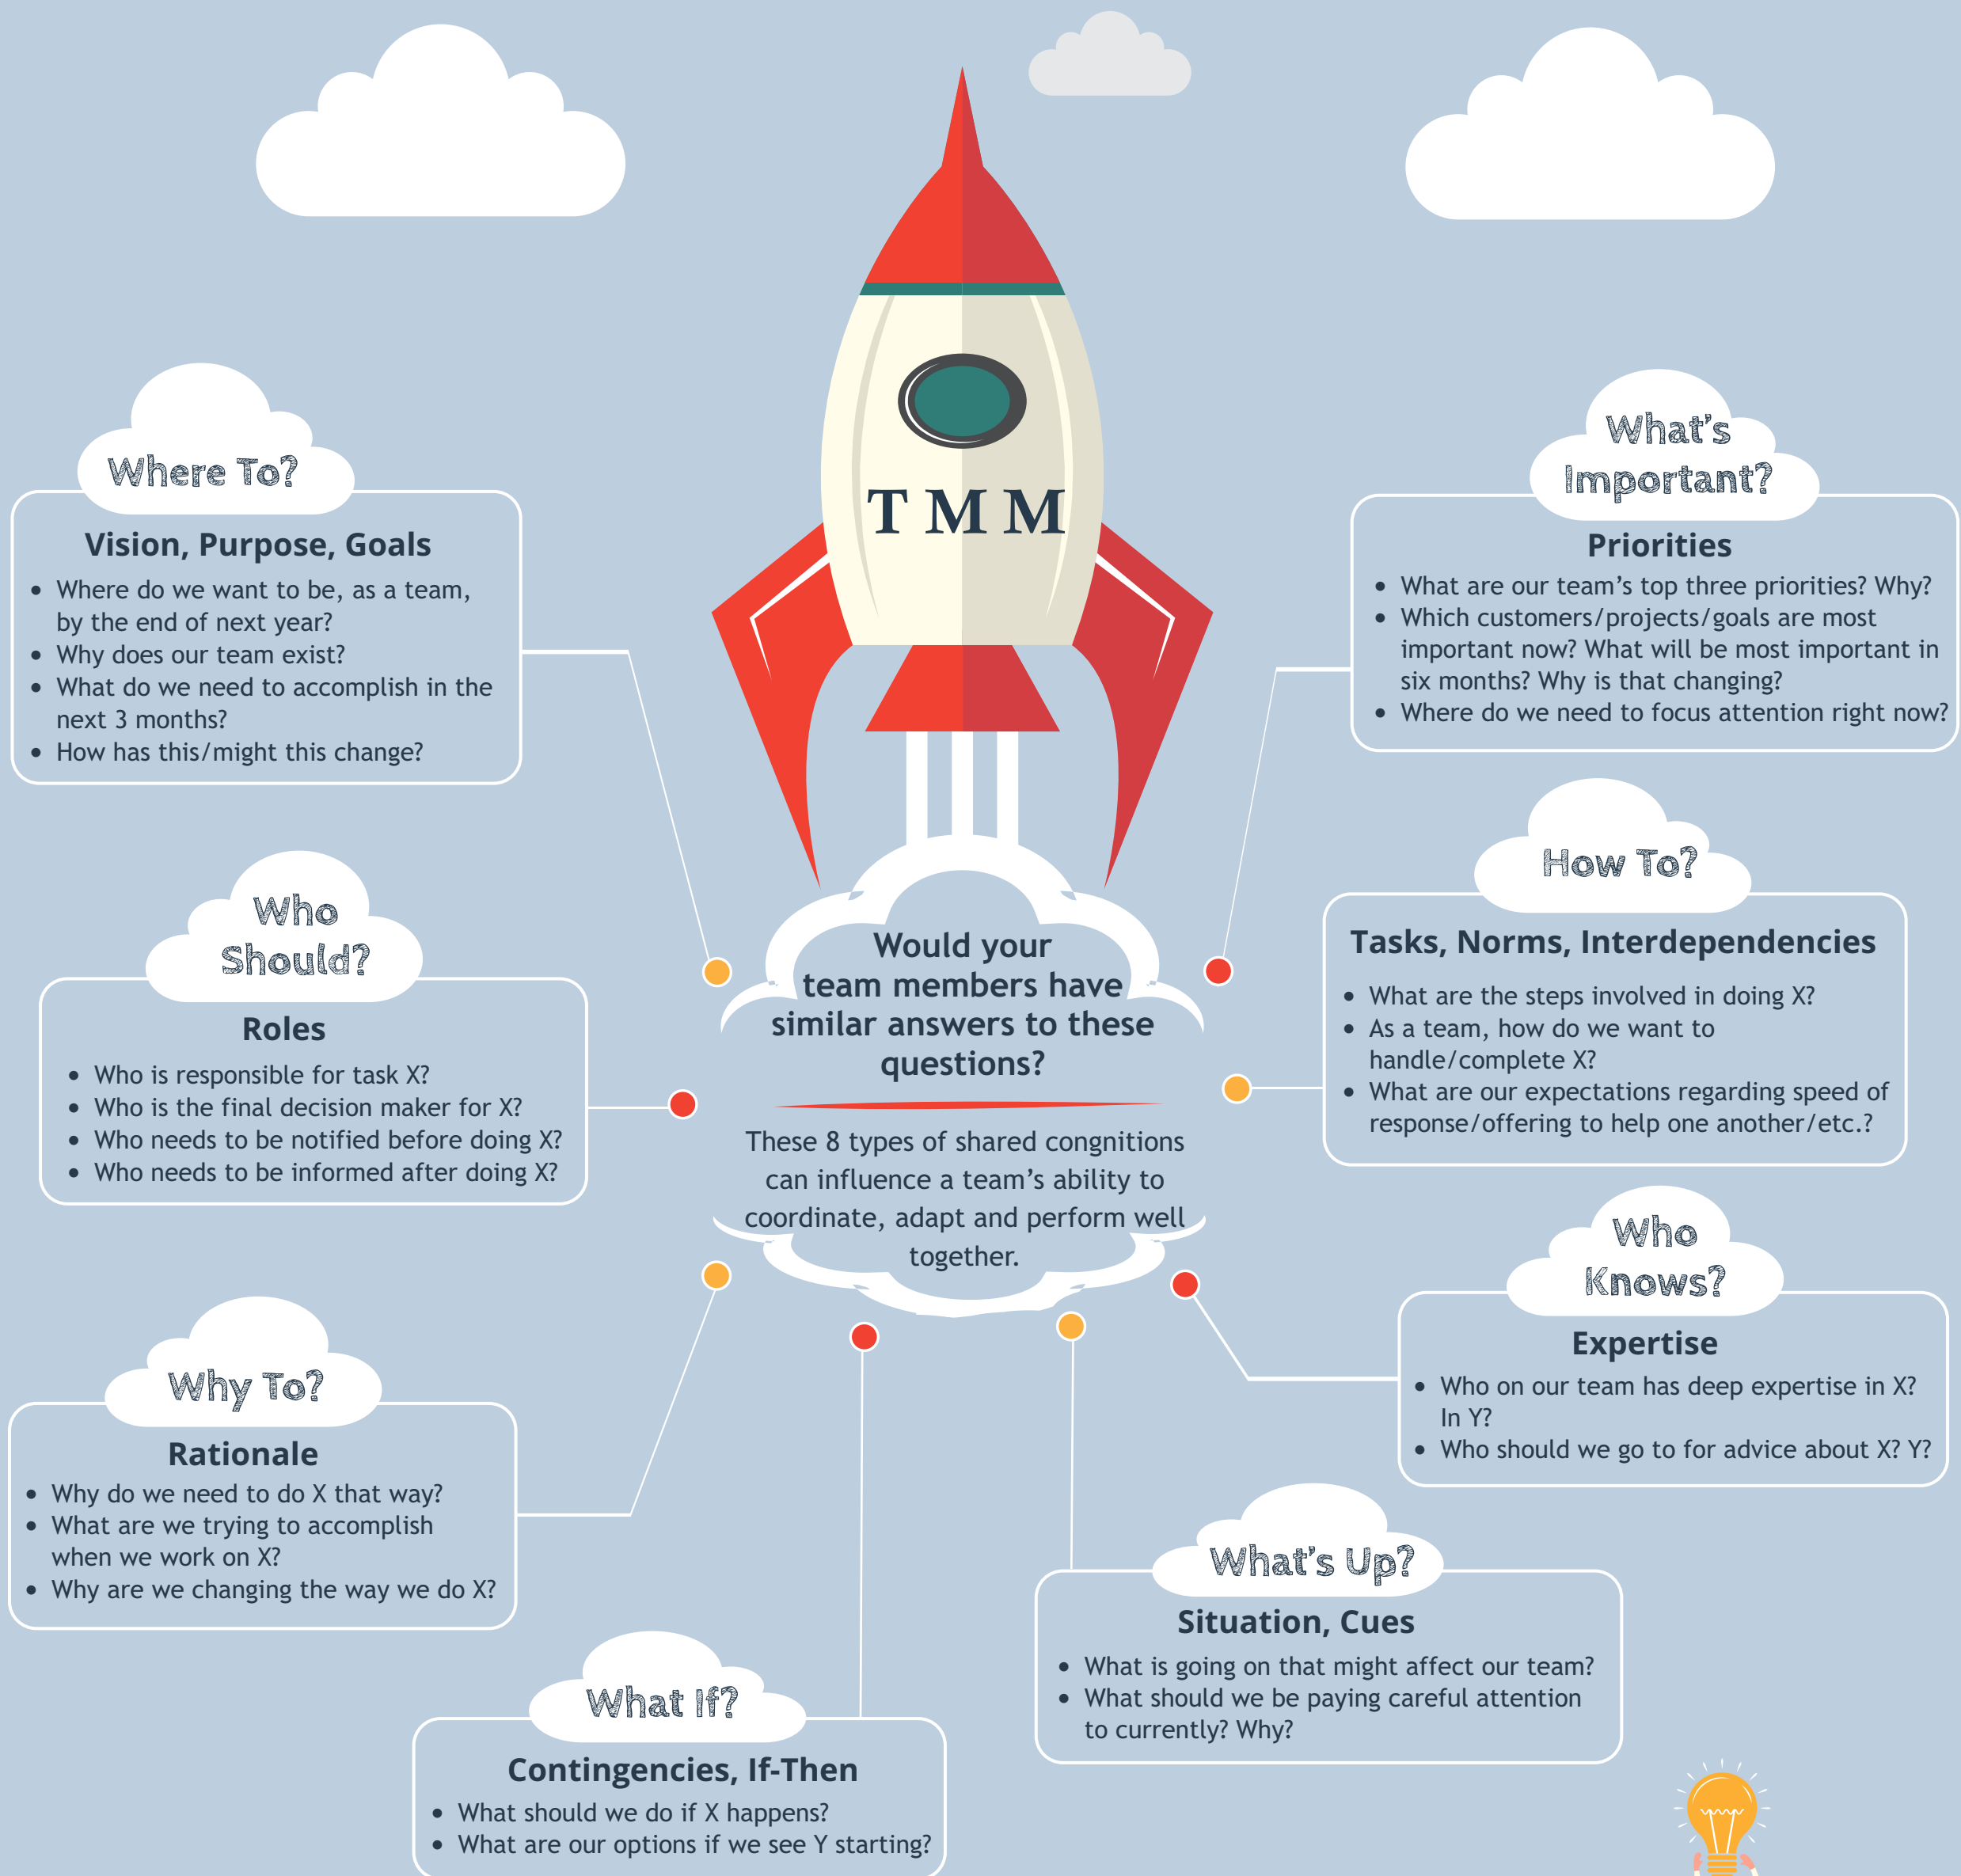 TMM
Where To?
Vision, Purpose, Goals
• Where do we want to be, as a team,
by the end of next year?
• Why does our team exist?
• What do we need to accomplish in the
next 3 months?
• How has this/might this change?
Who
Should?
Roles
• Who is responsible for task X?
• Who is the final decision maker for X?
• Who needs to be notified before doing X?
• Who needs to be informed after doing X?
Why To?
Rationale
• Why do we need to do X that way?
• What are we trying to accomplish
when we work on X?
• Why are we changing the way we do X?
What If?
Contingencies, If-Then
• What should we do if X happens?
• What are our options if we see Y starting?
Would your
team members have
similar answers to these
questions?
These 8 types of shared congnitions
can influence a team’s ability to
coordinate, adapt and perform well
together.
What’s
Important?
Priorities
• What are our team’s top three priorities? Why?
• Which customers/projects/goals are most
important now? What will be most important in
six months? Why is that changing?
• Where do we need to focus attention right now?
How To?
Tasks, Norms, Interdependencies
• What are the steps involved in doing X?
• As a team, how do we want to
handle/complete X?
• What are our expectations regarding speed of
response/offering to help one another/etc.?
Who
Knows?
Expertise
• Who on our team has deep expertise in X?
In Y?
• Who should we go to for advice about X? Y?
What’s Up?
Situation, Cues
• What is going on that might affect our team?
• What should we be paying careful attention
to currently? Why?